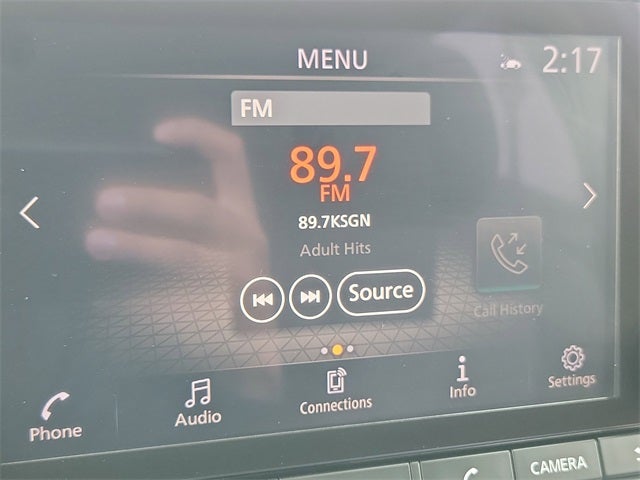 MENU
2:17
FM
89.7
FM
89.7KSGN
Adult Hits
Source
Call History
Phone
Audio
Connections
Info
Settings
CAMERA